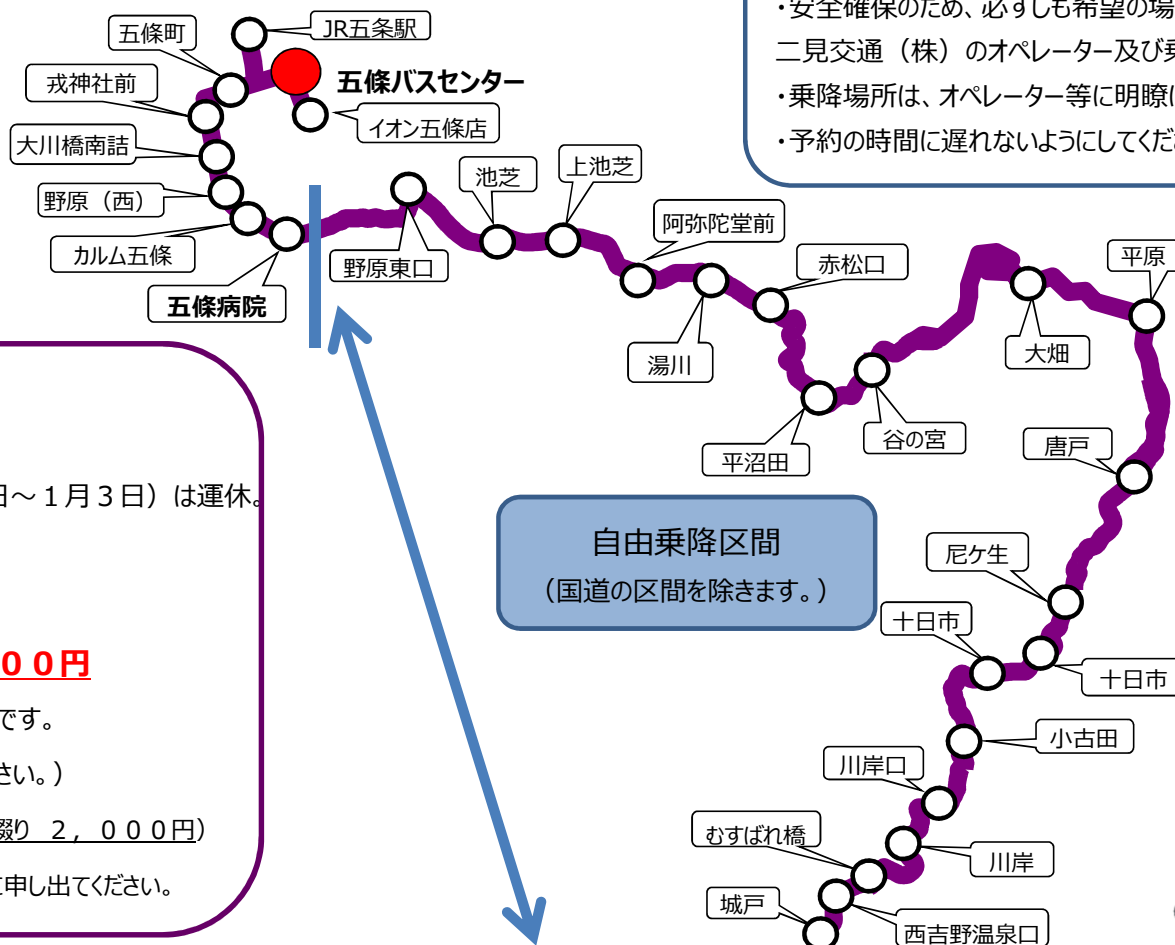 ・安全確保のため、必ずしも希望の場
二見交通（株）のオペレーター及び
・乗降場所は、オペレーター等に明瞭に
・予約の時間に遅れないようにしてくだ
JR五条駅
五條町
五條バスセンター
戎神社前
イオン五條店
大川橋南詰
野原（西）
カルム五條
五條病院
野原東口
池芝
上池芝
阿弥陀堂前
湯川
赤松口
平沼田
谷の宮
大畑
平原
唐戸
尼ケ生
十日市
十日市
小古田
川岸口
川岸
むすばれ橋
西吉野温泉口
城戸
自由乗降区間
（国道の区間を除きます。）
日～１月３日）は運休。
００円
です。
さい。）
綴り ２，０００円）
に申し出てください。